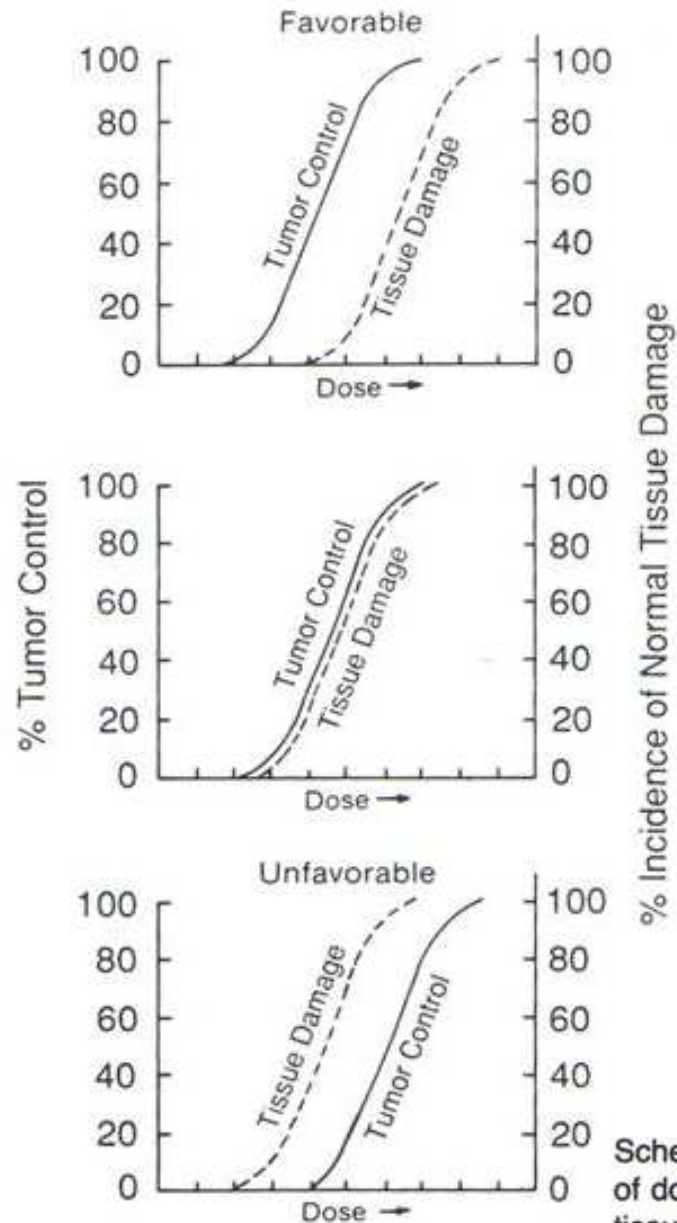 Favorable
100
80
60
40
20
0
Tumor Control
Tissue Damage
100
80
60
40
20
0
Dose →
% Tumor Control
100
80
60
40
20
0
Tumor Control
Tissue Damage
100
80
60
40
20
0
Dose →
% Incidence of Normal Tissue Damage
Unfavorable
100
80
60
40
20
0
Tissue Damage
Tumor Control
100
80
60
40
20
0
Dose →
Sche
of do